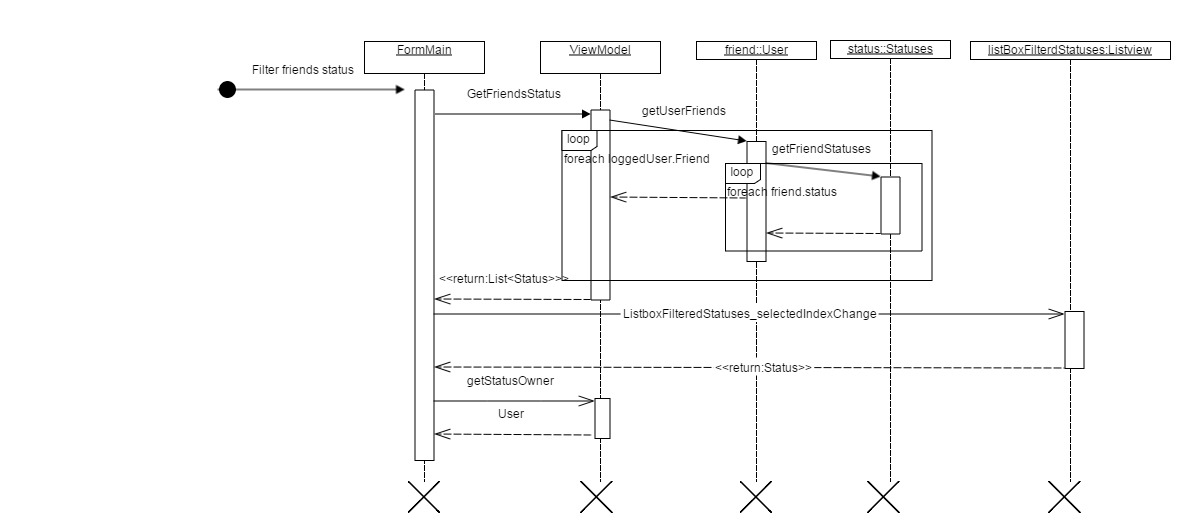 FormMain
ViewModel
friend::User
status::Statuses
listBoxFilterdStatuses:Listview
Filter friends status
GetFriendsStatus
getUserFriends
loop
foreach loggedUser.Friend
getFriendStatuses
loop
foreach friend.status
<<return:List<Status>>>
ListboxFilteredStatuses_selectedIndexChange
<<return:Status>>
getStatusOwner
User